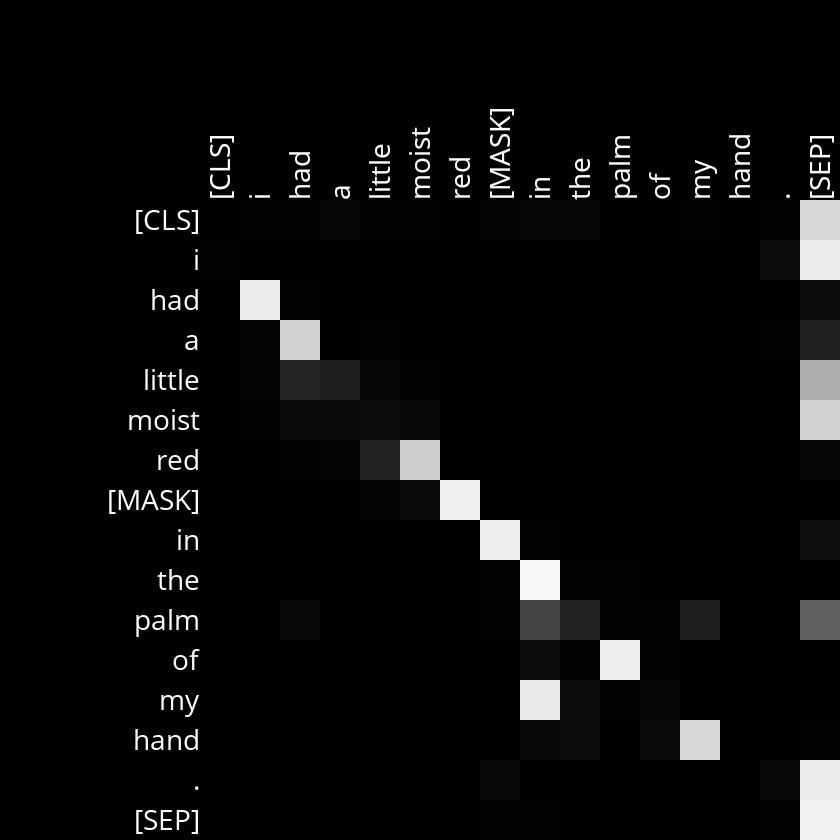 [CLS] i had a little moist red [MASK] in the palm of my hand . [SEP]
[CLS]
i
had
a
little
moist
red
[MASK]
in
the
palm
of
my
hand
.
[SEP]